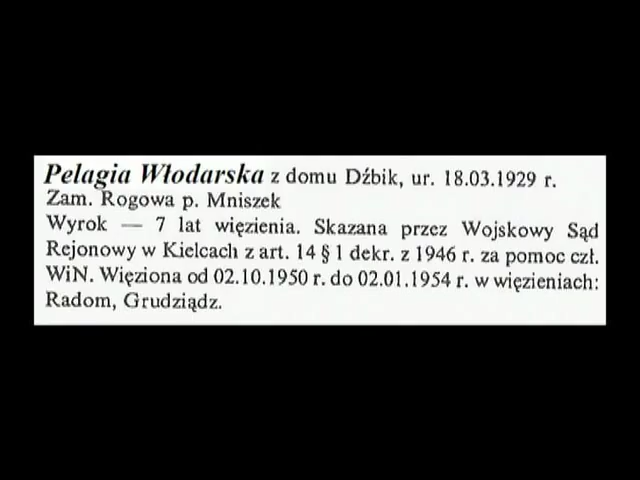 Pelagia Włodarska z domu Dźbik, ur. 18.03.1929 r.
Zam. Rogowa p. Mniszek
Wyrok — 7 lat więzienia. Skazana przez Wojskowy Sąd
Rejonowy w Kielcach z art. 14 § 1 dekr. z 1946 r. za pomoc czł.
WiN. Więziona od 02.10.1950 r. do 02.01.1954 r. w więzieniach:
Radom, Grudziądz.